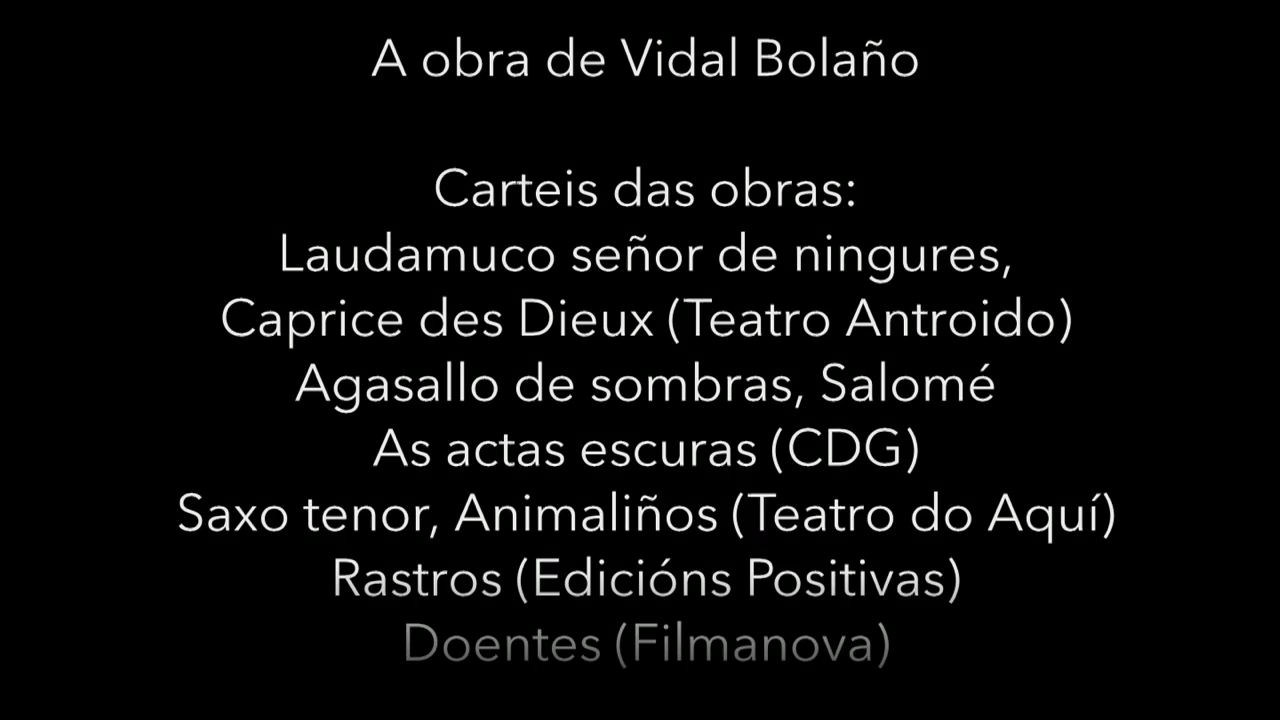 A obra de Vidal Bolaño
Carteis das obras:
Laudamuco señor de ningures,
Caprice des Dieux (Teatro Antroido)
Agasallo de sombras, Salomé
As actas escuras (CDG)
Saxo tenor, Animaliños (Teatro do Aquí)
Rastros (Edicións Positivas)
Doentes (Filmanova)